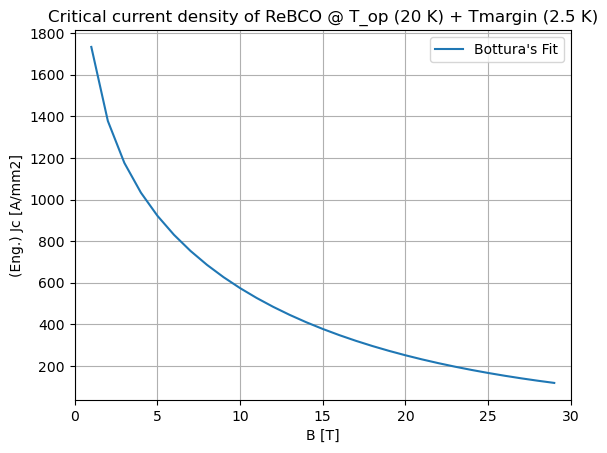 Critical current density of ReBCO @ T_op (20 K) + Tmargin (2.5 K)
Bottura's Fit
(Eng.) Jc [A/mm2]
1800
1600
1400
1200
1000
800
600
400
200
0 5 10 15 20 25 30
B [T]